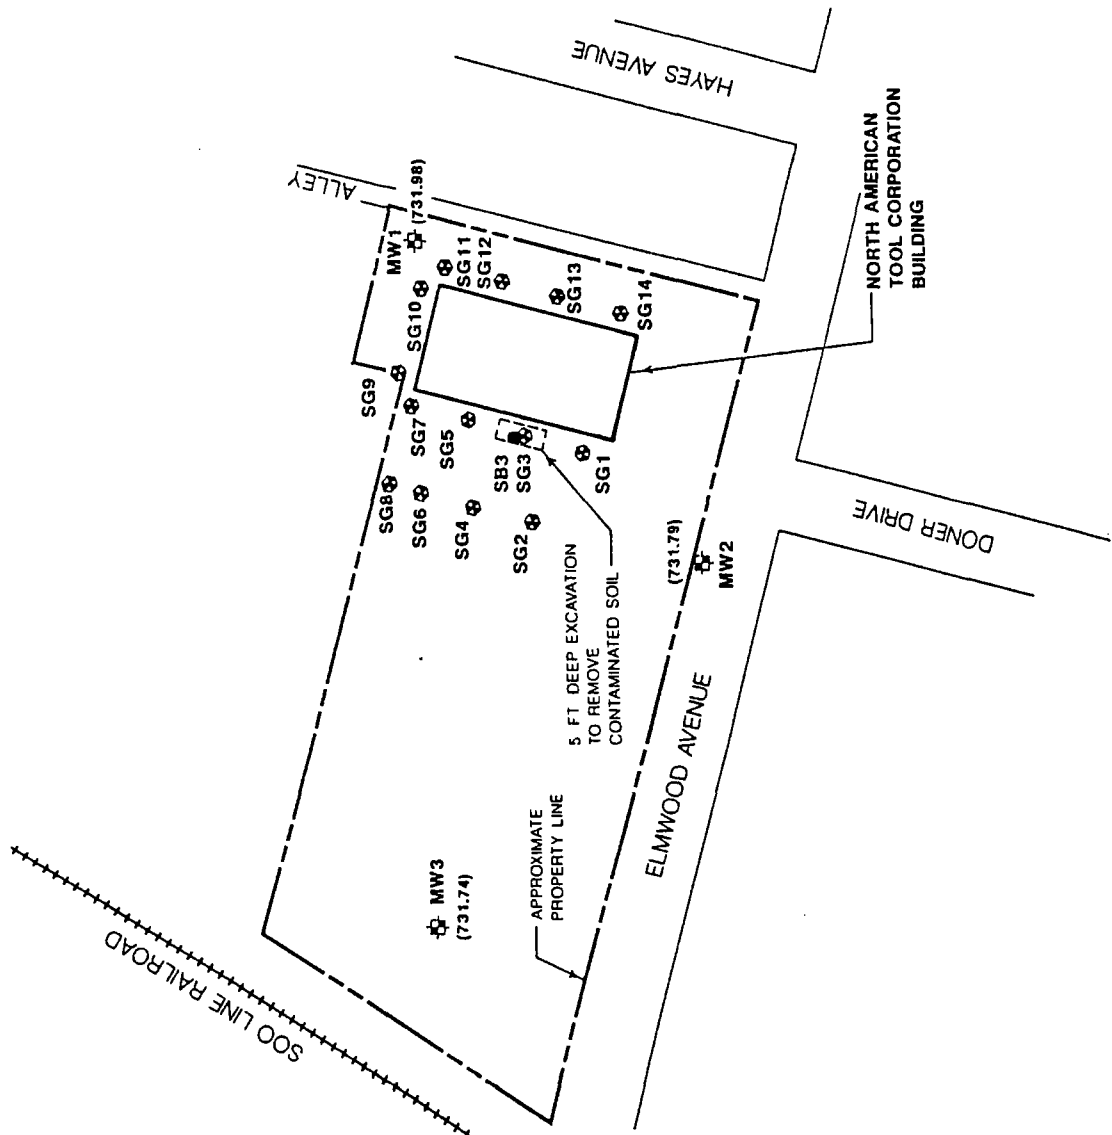 HAYES AVENUE
ALLEY
MW1
(731.98)
SG11
SG12
SG10
SG13
SG14
SG9
SG7
SG5
SB3
SG3
SG1
SG8
SG6
SG4
SG2
NORTH AMERICAN
TOOL CORPORATION
BUILDING
5 FT DEEP EXCAVATION
TO REMOVE
CONTAMINATED SOIL
(731.79)
MW2
DONER DRIVE
ELMWOOD AVENUE
APPROXIMATE
PROPERTY LINE
MW3
(731.74)
SOO LINE RAILROAD